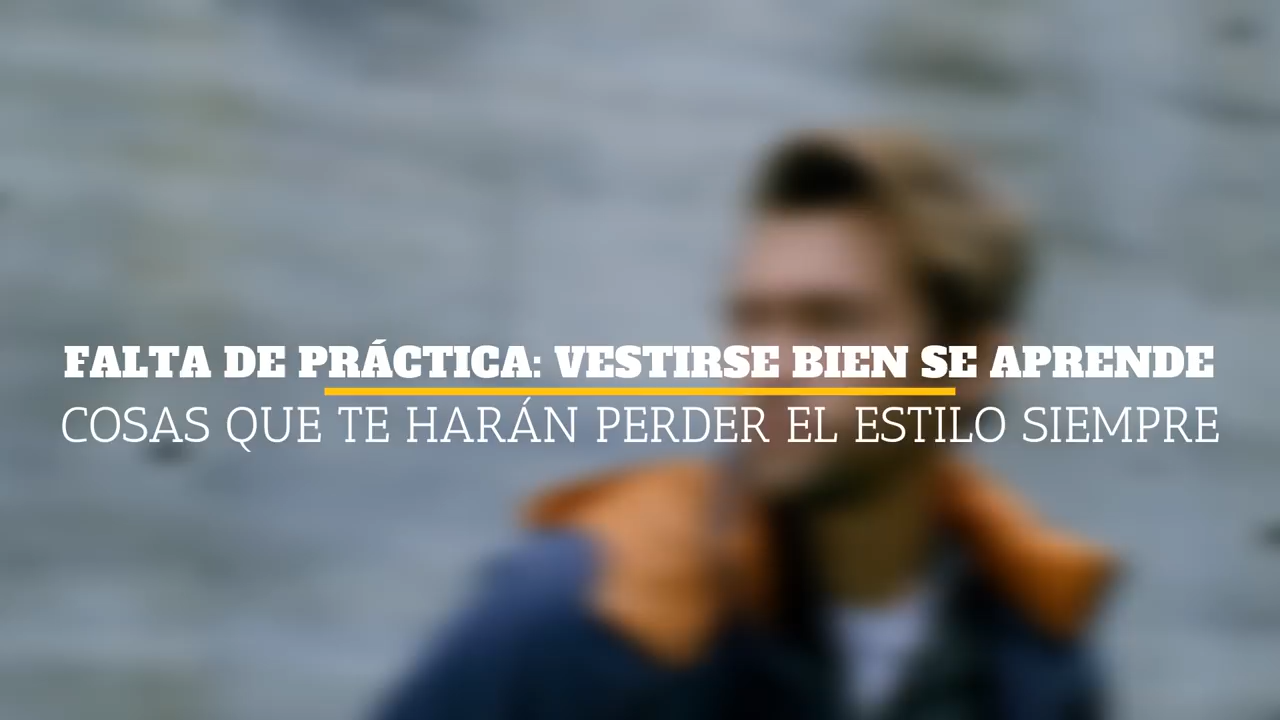 FALTA DE PRÁCTICA: VESTIRSE BIEN SE APRENDE
COSAS QUE TE HARÁN PERDER EL ESTILO SIEMPRE